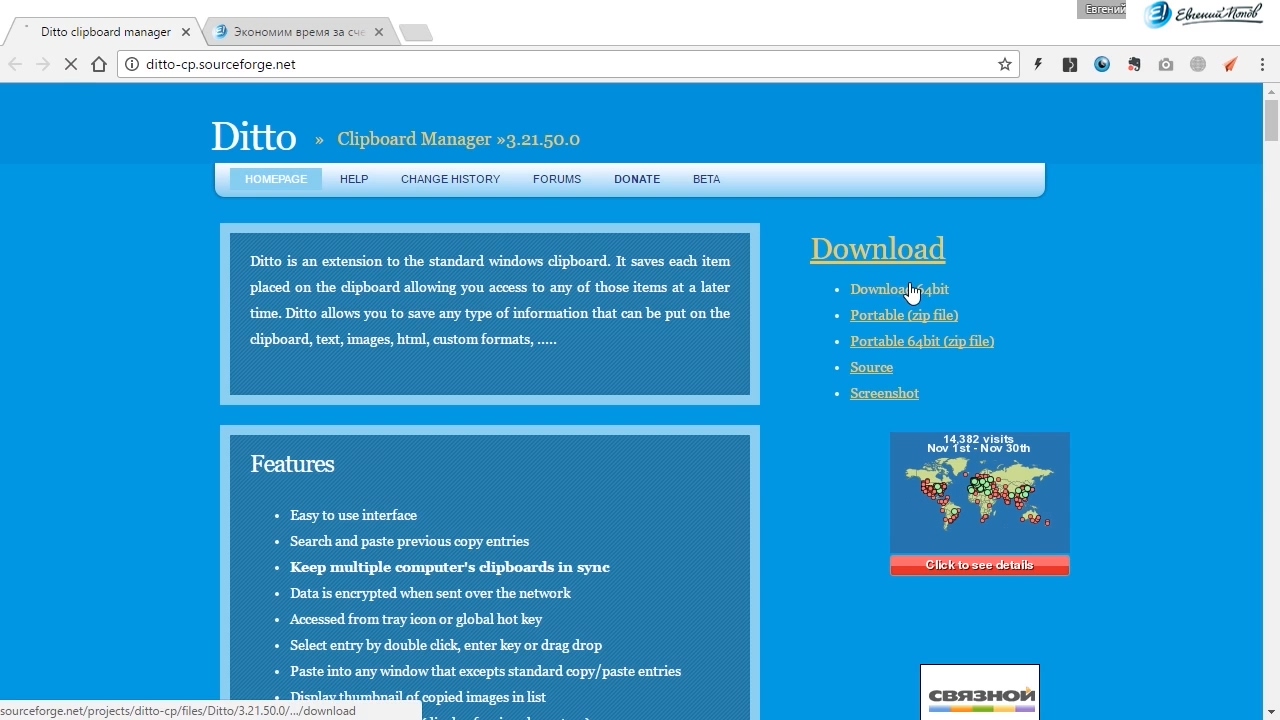 Евгений
Евгений Попов
Ditto clipboard manager
Экономим время за сче
ditto-cp.sourceforge.net
Ditto » Clipboard Manager »3.21.50.0
HOMEPAGE HELP CHANGE HISTORY FORUMS DONATE BETA
Ditto is an extension to the standard windows clipboard. It saves each item
placed on the clipboard allowing you access to any of those items at a later
time. Ditto allows you to save any type of information that can be put on the
clipboard, text, images, html, custom formats, .....
Download
Download 64bit
Portable (zip file)
Portable 64bit (zip file)
Source
Screenshot
14,382 visits
Nov 1st - Nov 30th
Click to see details
Features
Easy to use interface
Search and paste previous copy entries
Keep multiple computer's clipboards in sync
Data is encrypted when sent over the network
Accessed from tray icon or global hot key
Select entry by double click, enter key or drag drop
Paste into any window that excepts standard copy/paste entries
Display thumbnail of copied images in list
СВЯЗНОЙ
sourceforge.net/projects/ditto-cp/files/Ditto/3.21.50.0/.../download